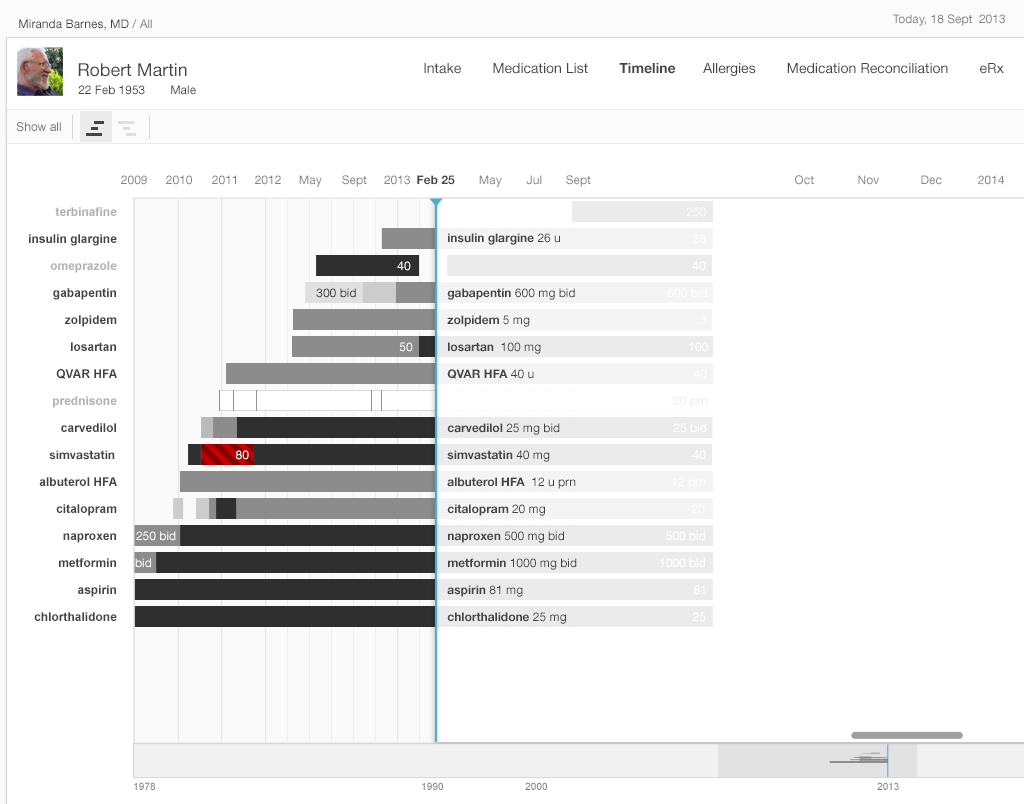 Miranda Barnes, MD / All
Today, 18 Sept 2013
Robert Martin
22 Feb 1953 Male
Intake Medication List Timeline Allergies Medication Reconciliation eRx
Show all
2009 2010 2011 2012 May Sept 2013 Feb 25 May Jul Sept Oct Nov Dec 2014
terbinafine 250
insulin glargine insulin glargine 26 u
omeprazole 40 40
gabapentin 300 bid gabapentin 600 mg bid 600 bid
zolpidem zolpidem 5 mg
losartan 50 losartan 100 mg 100
QVAR HFA QVAR HFA 40 u 40
prednisone 20 prn
carvedilol carvedilol 25 mg bid 25 bid
simvastatin 80 simvastatin 40 mg 40
albuterol HFA albuterol HFA 12 u prn 12 prn
citalopram citalopram 20 mg 20
naproxen 250 bid naproxen 500 mg bid 500 bid
metformin bid metformin 1000 mg bid 1000 bid
aspirin aspirin 81 mg 81
chlorthalidone chlorthalidone 25 mg 25
1978 1990 2000 2013